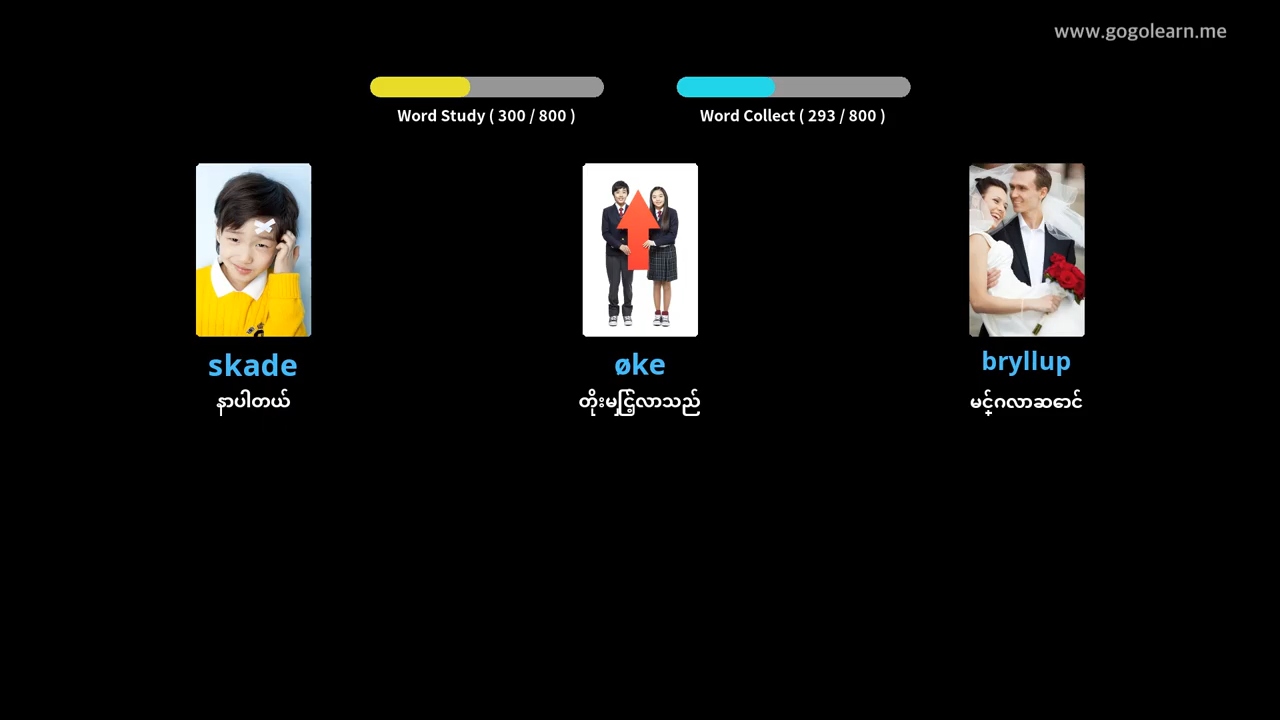 www.gogolearn.me
Word Study ( 300 / 800 )
Word Collect ( 293 / 800 )
skade
øke
bryllup
နာပါတယ်
တိုးမြှင့်လာသည်
မင်္ဂလာဆောင်